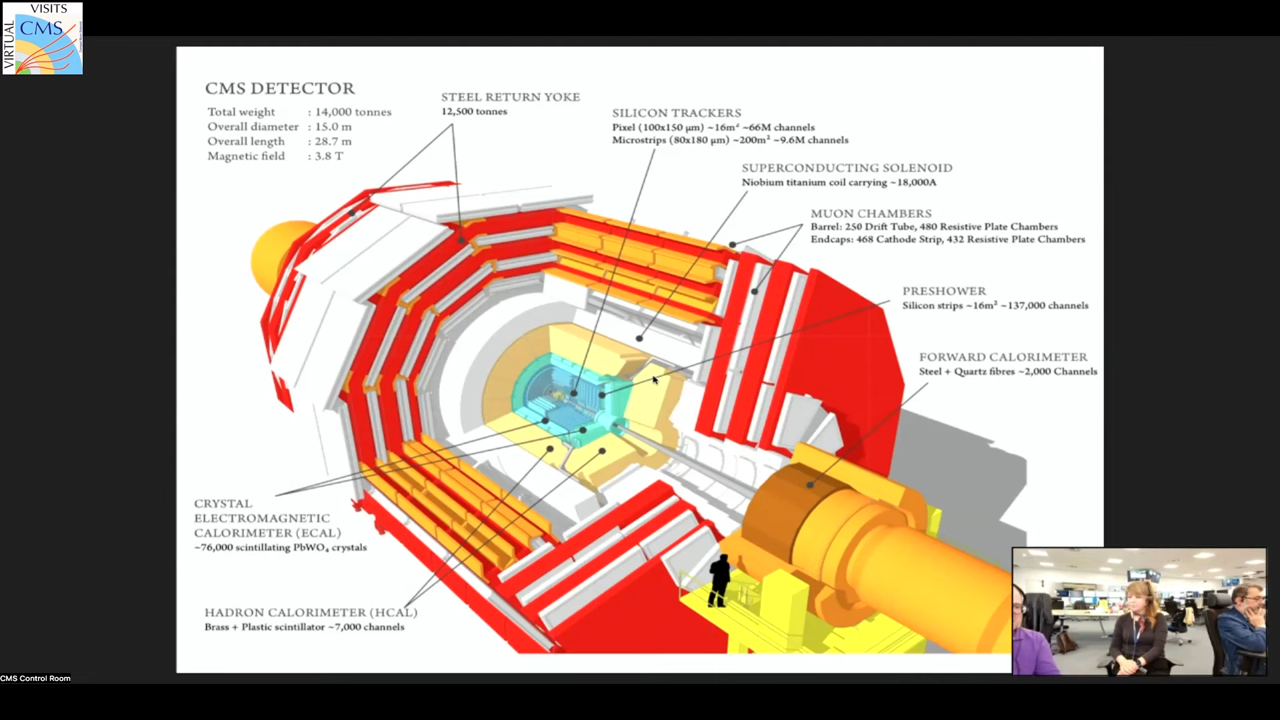 VISITS
CMS
VIRTUAL
CMS DETECTOR
Total weight : 14,000 tonnes
Overall diameter : 15.0 m
Overall length : 28.7 m
Magnetic field : 3.8 T
STEEL RETURN YOKE
12,500 tonnes
SILICON TRACKERS
Pixel (100x150 μm) ~16m² ~66M channels
Microstrips (80x180 μm) ~200m² ~9.6M channels
SUPERCONDUCTING SOLENOID
Niobium titanium coil carrying ~18,000A
MUON CHAMBERS
Barrel: 250 Drift Tube, 480 Resistive Plate Chambers
Endcaps: 468 Cathode Strip, 432 Resistive Plate Chambers
PRESHOWER
Silicon strips ~16m² ~137,000 channels
FORWARD CALORIMETER
Steel + Quartz fibres ~2,000 Channels
CRYSTAL
ELECTROMAGNETIC
CALORIMETER (ECAL)
~76,000 scintillating PbWO₄ crystals
HADRON CALORIMETER (HCAL)
Brass + Plastic scintillator ~7,000 channels
CMS Control Room